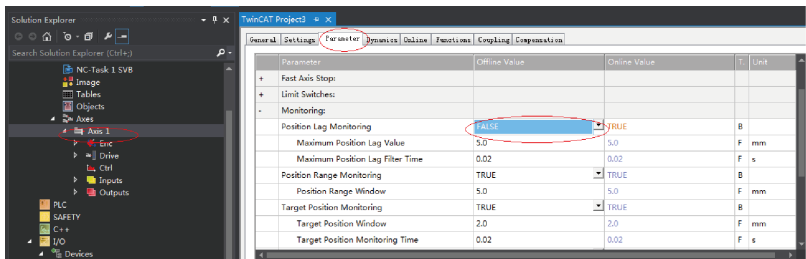 Solution Explorer
Search Solution Explorer (Ctrl+;)
NC-Task 1 SVB
Image
Tables
Objects
Axes
Axis 1
Enc
Drive
Ctrl
Inputs
Outputs
PLC
SAFETY
C++
I/O
Devices
TwinCAT Project3
General Settings Parameter Dynamics Online Functions Coupling Compensation
Parameter Offline Value Online Value T. Unit
+ Fast Axis Stop:
+ Limit Switches:
- Monitoring:
Position Lag Monitoring FALSE TRUE B
Maximum Position Lag Value 5.0 5.0 F mm
Maximum Position Lag Filter Time 0.02 0.02 F s
Position Range Monitoring TRUE TRUE B
Position Range Window 5.0 5.0 F mm
Target Position Monitoring TRUE TRUE B
Target Position Window 2.0 2.0 F mm
Target Position Monitoring Time 0.02 0.02 F s